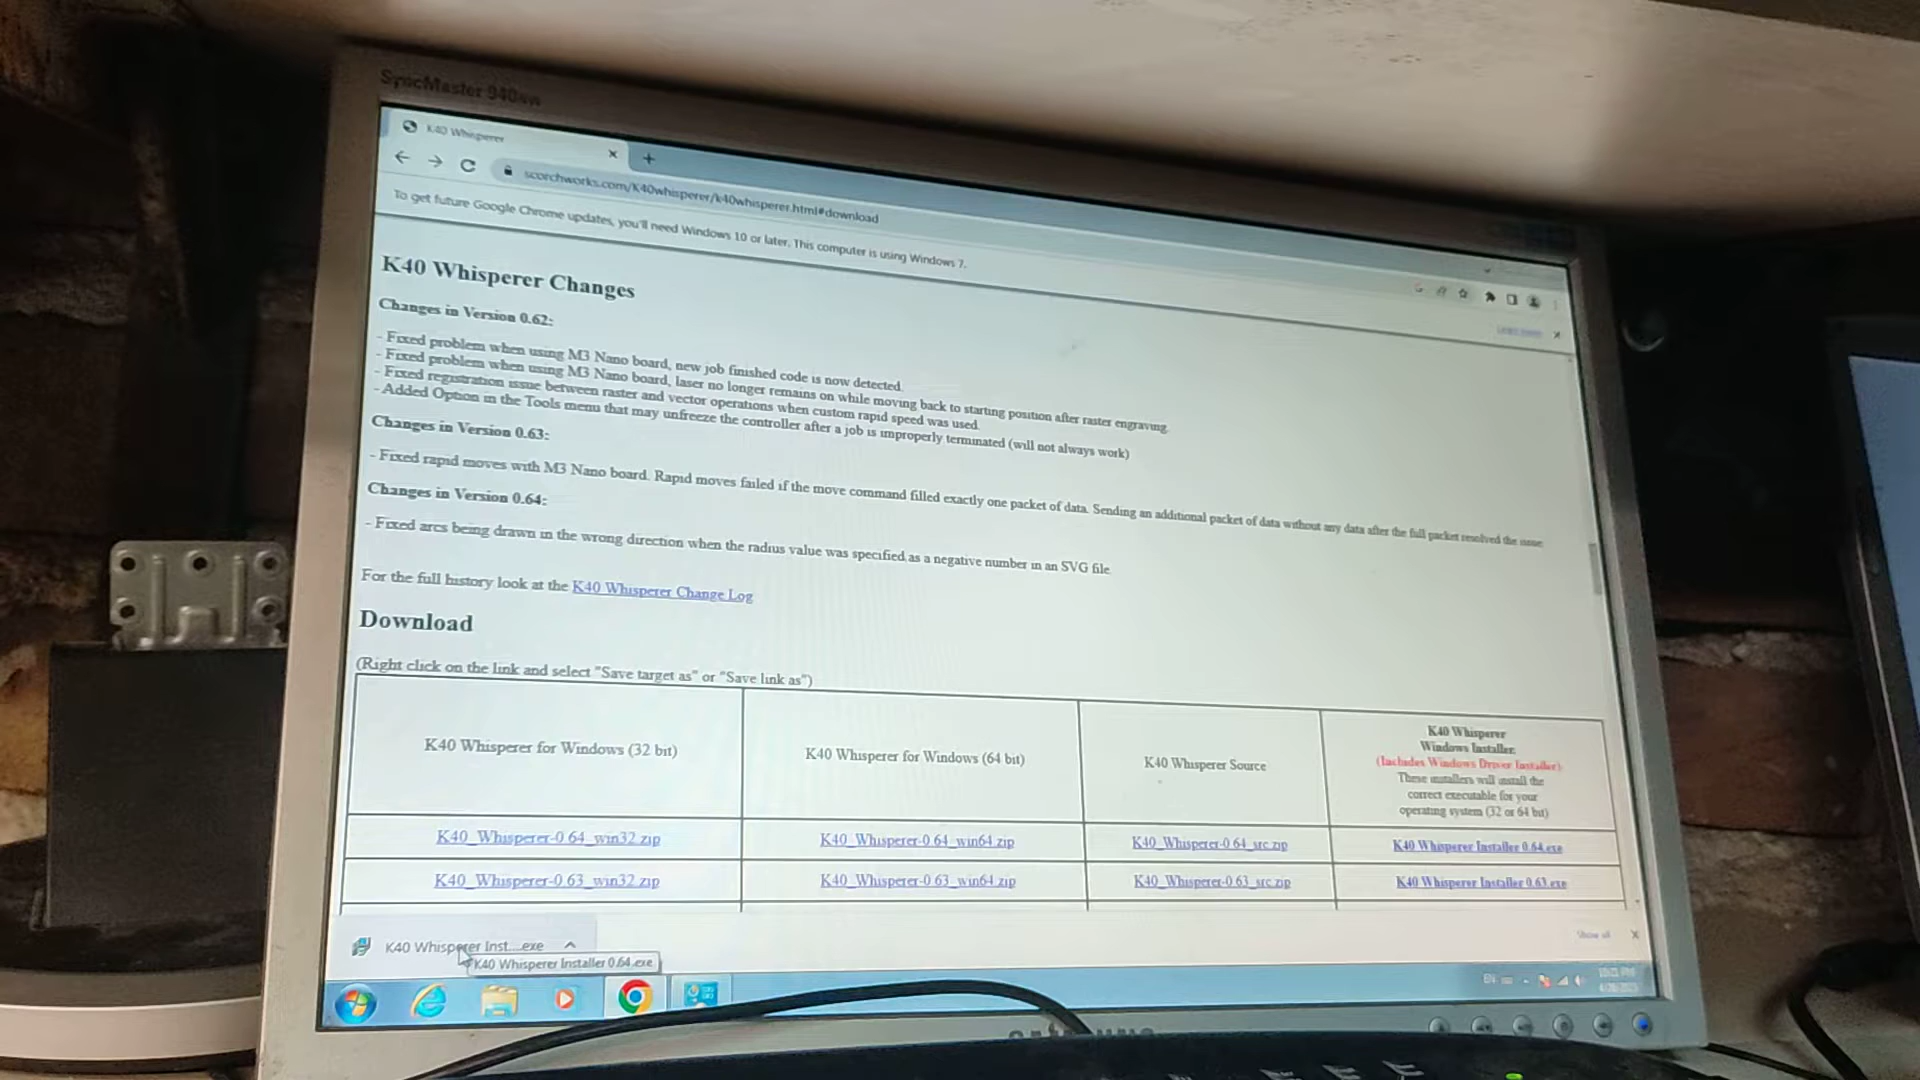 SyncMaster 940
K40 Whisperer
scorchworks.com/K40whisperer/k40whisperer.html#download
To get future Google Chrome updates, you'll need Windows 10 or later. This computer is using Windows 7.
Learn more
K40 Whisperer Changes
Changes in Version 0.62:
- Fixed problem when using M3 Nano board, new job finished code is now detected.
- Fixed problem when using M3 Nano board, laser no longer remains on while moving back to starting position after raster engraving.
- Fixed registration issue between raster and vector operations when custom rapid speed was used.
- Added Option in the Tools menu that may unfreeze the controller after a job is improperly terminated (will not always work)
Changes in Version 0.63:
- Fixed rapid moves with M3 Nano board. Rapid moves failed if the move command filled exactly one packet of data. Sending an additional packet of data without any data after the full packet resolved the issue.
Changes in Version 0.64:
- Fixed arcs being drawn in the wrong direction when the radius value was specified as a negative number in an SVG file
For the full history look at the K40 Whisperer Change Log
Download
(Right click on the link and select "Save target as" or "Save link as")
K40 Whisperer for Windows (32 bit)
K40 Whisperer for Windows (64 bit)
K40 Whisperer Source
K40 Whisperer
Windows Installer.
(Includes Windows Driver Installer)
These installers will install the
correct executable for your
operating system (32 or 64 bit)
K40_Whisperer-0.64_win32.zip
K40_Whisperer-0.64_win64.zip
K40_Whisperer-0.64_src.zip
K40 Whisperer Installer 0.64.exe
K40_Whisperer-0.63_win32.zip
K40_Whisperer-0.63_win64.zip
K40_Whisperer-0.63_src.zip
K40 Whisperer Installer 0.63.exe
K40 Whisperer Inst....exe
Show all
K40 Whisperer Installer 0.64.exe
EN